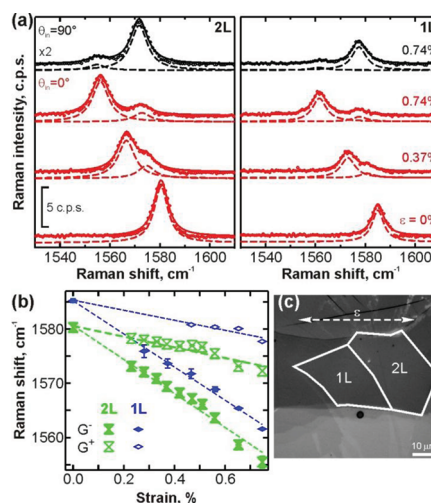 (a)
θin=90°
2L
x2
θin=0°
5 c.p.s.
1L
0.74%
0.74%
0.37%
ε = 0%
Raman intensity, c.p.s.
1540 1560 1580 1600
Raman shift, cm⁻¹
1540 1560 1580 1600
Raman shift, cm⁻¹
(b)
Raman shift, cm⁻¹
1580
1570
1560
2L 1L
G⁻
G⁺
0.0 0.2 0.4 0.6
Strain, %
(c)
ε
1L
2L
10 μm